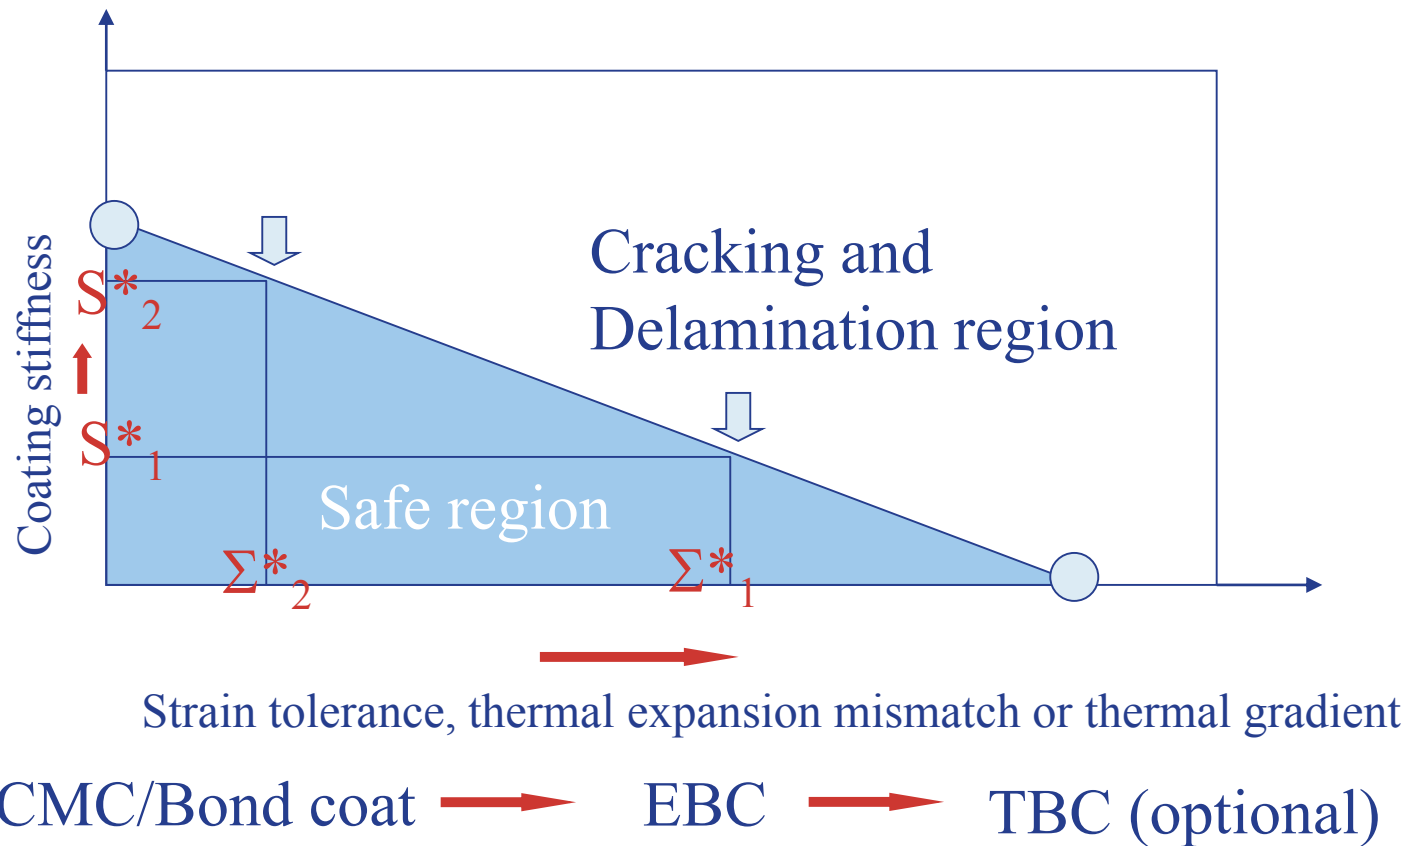 Cracking and
Delamination region
Coating stiffness
S*2
S*1
Safe region
Σ*2
Σ*1
Strain tolerance, thermal expansion mismatch or thermal gradient
CMC/Bond coat
EBC
TBC (optional)